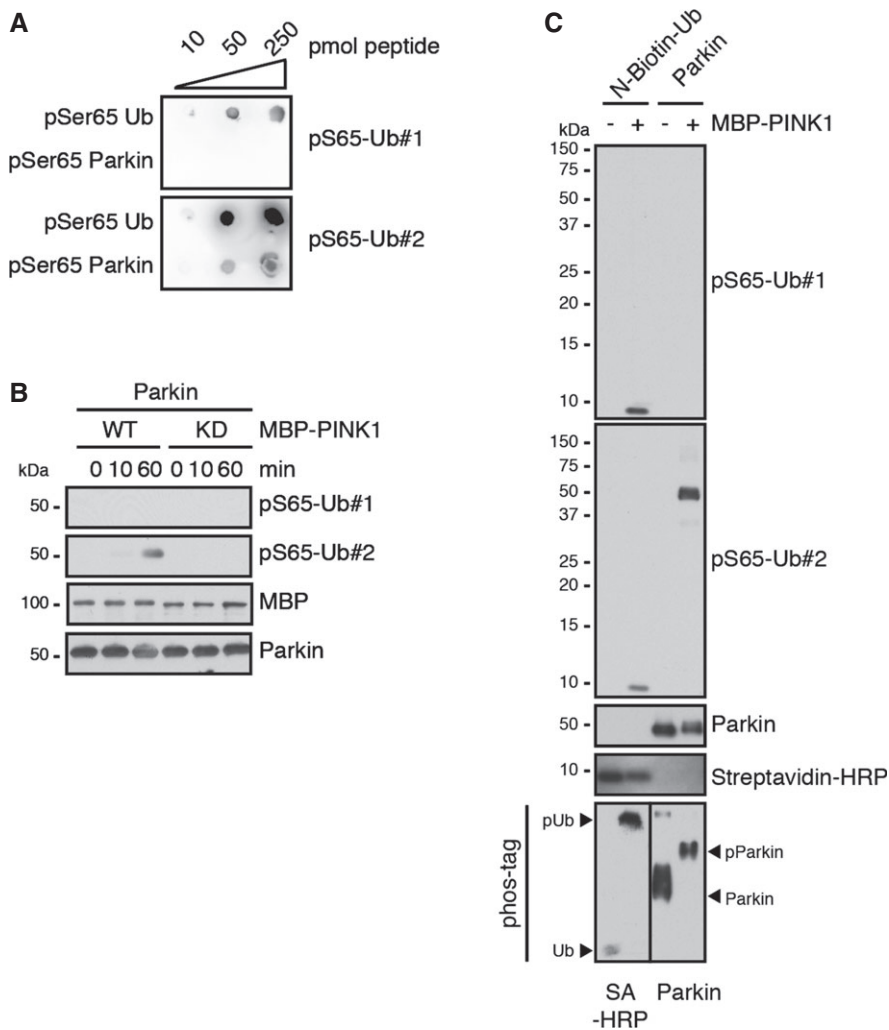 A
10 50 250 pmol peptide
pSer65 Ub
pSer65 Parkin
pS65-Ub#1
pSer65 Ub
pSer65 Parkin
pS65-Ub#2
B
Parkin
WT KD MBP-PINK1
kDa 0 10 60 0 10 60 min
50 - pS65-Ub#1
50 - pS65-Ub#2
100 - MBP
50 - Parkin
C
N-Biotin-Ub Parkin
kDa - + - + MBP-PINK1
150 -
75 -
50 -
37 -
25 -
20 -
15 -
10 -
pS65-Ub#1
150 -
75 -
50 -
37 -
25 -
20 -
15 -
10 -
pS65-Ub#2
50 - Parkin
10 - Streptavidin-HRP
phos-tag
pUb
pParkin
Parkin
Ub
SA Parkin
-HRP